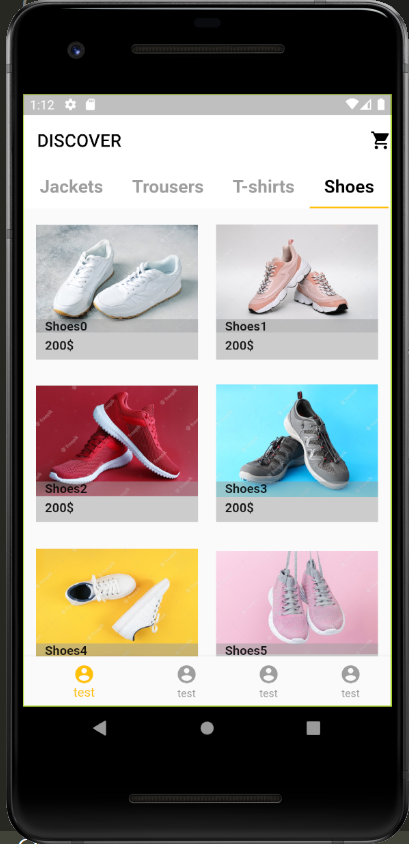 1:12
DISCOVER
Jackets Trousers T-shirts Shoes
Shoes0 Shoes1
200$ 200$
Shoes2 Shoes3
200$ 200$
Shoes4 Shoes5
test test test test